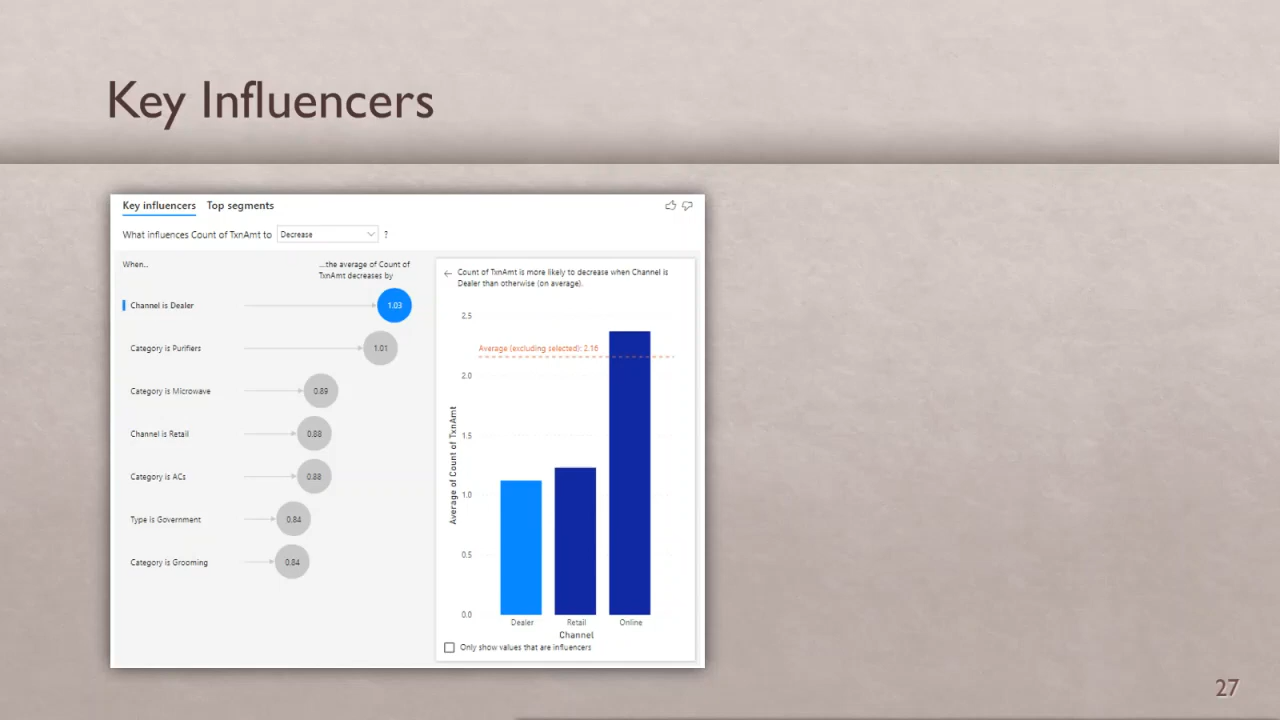 Key Influencers
Key influencers Top segments
What influences Count of TxnAmt to Decrease ?
When...
...the average of Count of
TxnAmt decreases by
Channel is Dealer 1.03
Category is Purifiers 1.01
Category is Microwave 0.89
Channel is Retail 0.88
Category is ACs 0.88
Type is Government 0.84
Category is Grooming 0.84
Count of TxnAmt is more likely to decrease when Channel is
Dealer than otherwise (on average).
2.5
Average (excluding selected): 2.16
2.0
1.5
1.0
0.5
0.0
Average of Count of TxnAmt
Dealer Retail Online
Channel
Only show values that are influencers
27